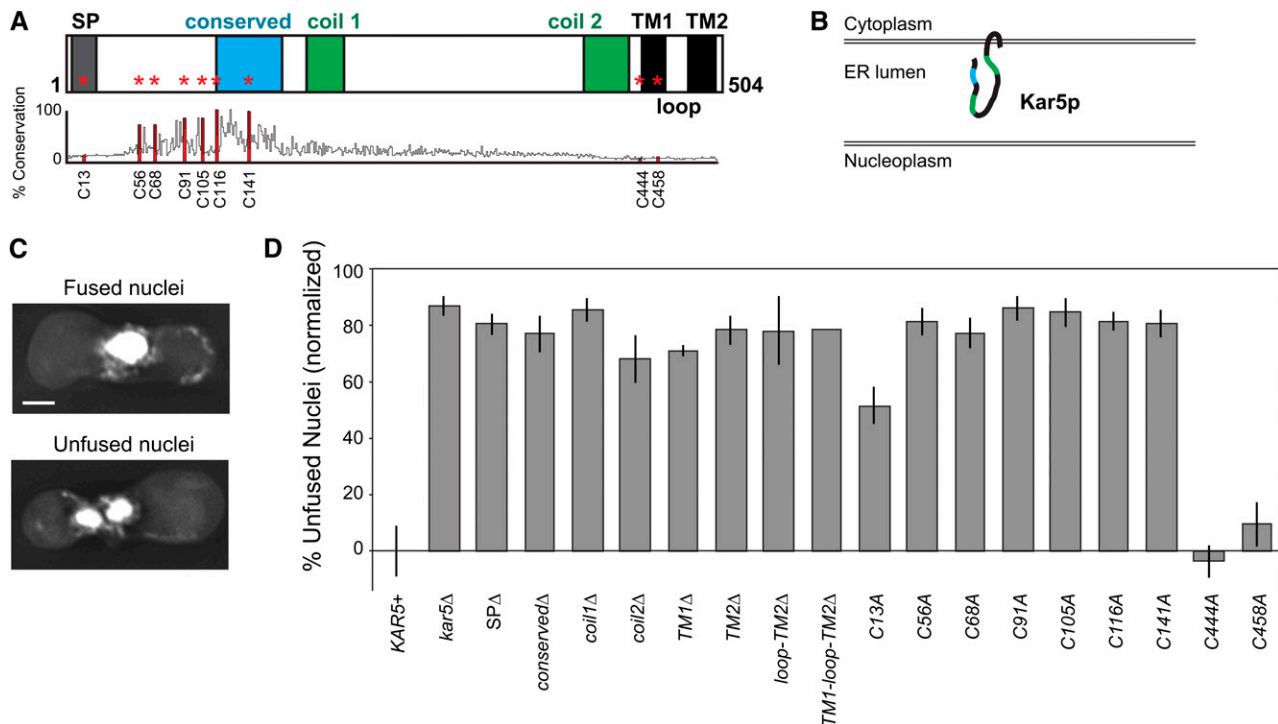 A
SP conserved coil 1 coil 2 TM1 TM2
* * * * * * * * *
1 504
loop
% Conservation
100
0
C13 C56 C68 C91 C105 C116 C141 C444 C458
B
Cytoplasm
ER lumen
Kar5p
Nucleoplasm
C
Fused nuclei
Unfused nuclei
D
% Unfused Nuclei (normalized)
100
80
60
40
20
0
KAR5+ kar5Δ SPΔ conservedΔ coil1Δ coil2Δ TM1Δ TM2Δ loop-TM2Δ TM1-loop-TM2Δ C13A C56A C68A C91A C105A C116A C141A C444A C458A